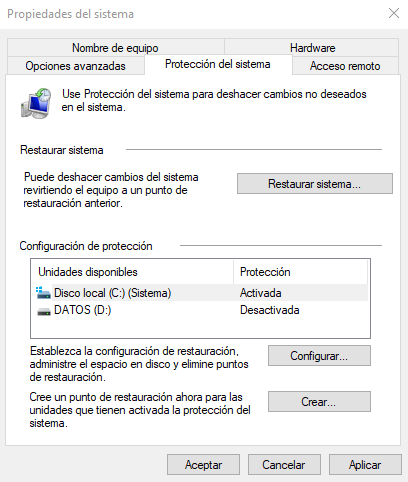 Propiedades del sistema
Nombre de equipo
Hardware
Opciones avanzadas
Protección del sistema
Acceso remoto
Use Protección del sistema para deshacer cambios no deseados
en el sistema.
Restaurar sistema
Puede deshacer cambios del sistema
revirtiendo el equipo a un punto de
restauración anterior.
Restaurar sistema...
Configuración de protección
Unidades disponibles
Protección
Disco local (C:) (Sistema)
Activada
DATOS (D:)
Desactivada
Establezca la configuración de restauración,
administre el espacio en disco y elimine puntos
de restauración.
Configurar...
Cree un punto de restauración ahora para las
unidades que tienen activada la protección del
sistema.
Crear...
Aceptar
Cancelar
Aplicar